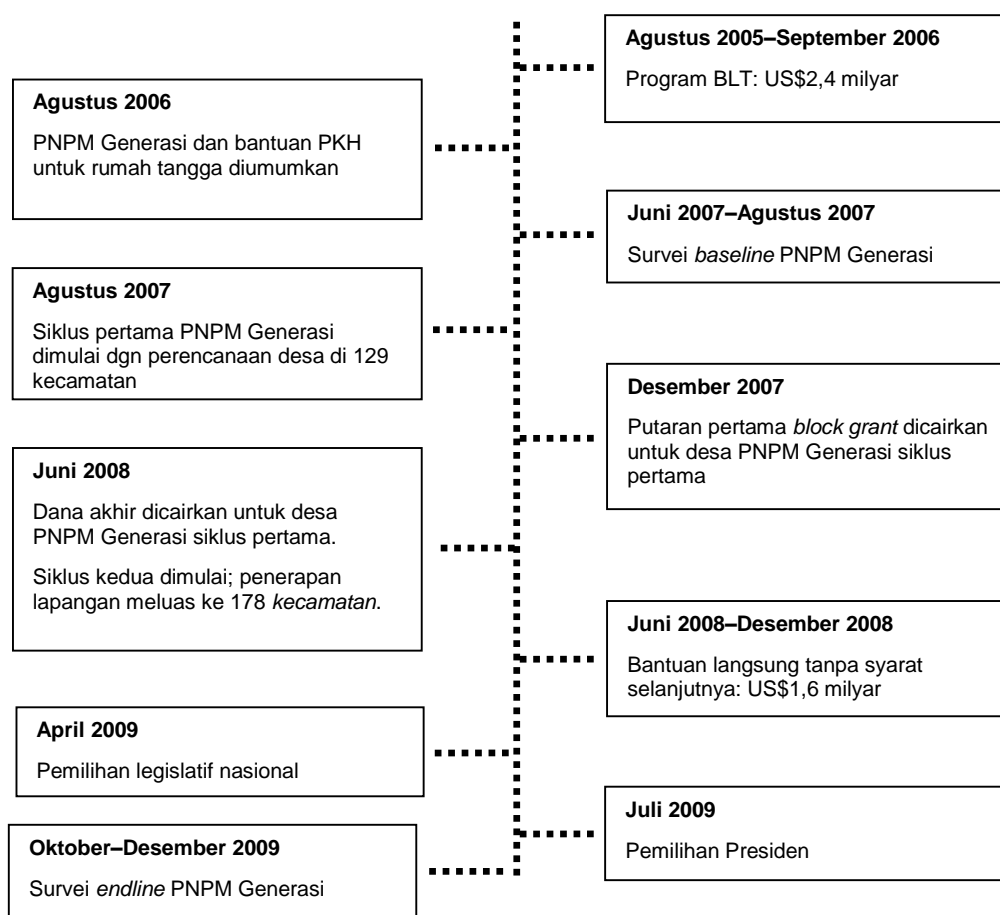 Agustus 2005–September 2006
Program BLT: US$2,4 milyar
Agustus 2006
PNPM Generasi dan bantuan PKH
untuk rumah tangga diumumkan
Juni 2007–Agustus 2007
Survei baseline PNPM Generasi
Agustus 2007
Siklus pertama PNPM Generasi
dimulai dgn perencanaan desa di 129
kecamatan
Desember 2007
Putaran pertama block grant dicairkan
untuk desa PNPM Generasi siklus
pertama
Juni 2008
Dana akhir dicairkan untuk desa
PNPM Generasi siklus pertama.
Siklus kedua dimulai; penerapan
lapangan meluas ke 178 kecamatan.
Juni 2008–Desember 2008
Bantuan langsung tanpa syarat
selanjutnya: US$1,6 milyar
April 2009
Pemilihan legislatif nasional
Juli 2009
Pemilihan Presiden
Oktober–Desember 2009
Survei endline PNPM Generasi